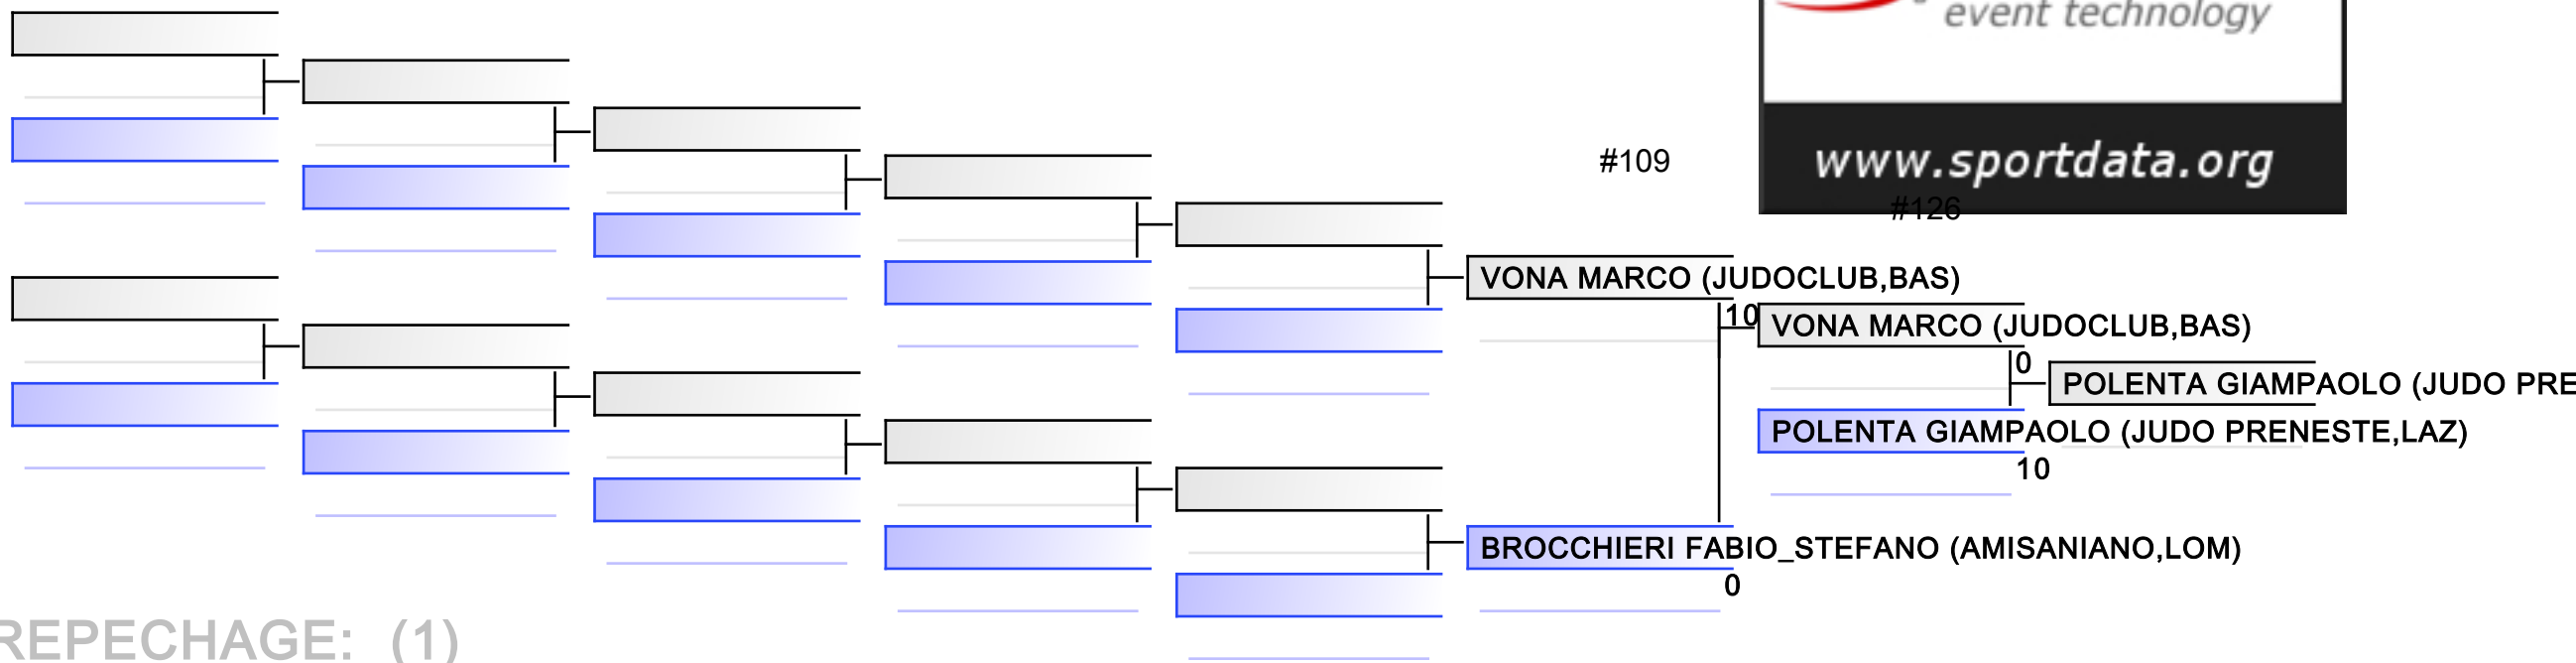 event technology
#109
www.sportdata.org
#126
VONA MARCO (JUDOCLUB,BAS)
10
VONA MARCO (JUDOCLUB,BAS)
0
POLENTA GIAMPAOLO (JUDO PRE
POLENTA GIAMPAOLO (JUDO PRENESTE,LAZ)
10
BROCCHIERI FABIO_STEFANO (AMISANIANO,LOM)
0
REPECHAGE: (1)